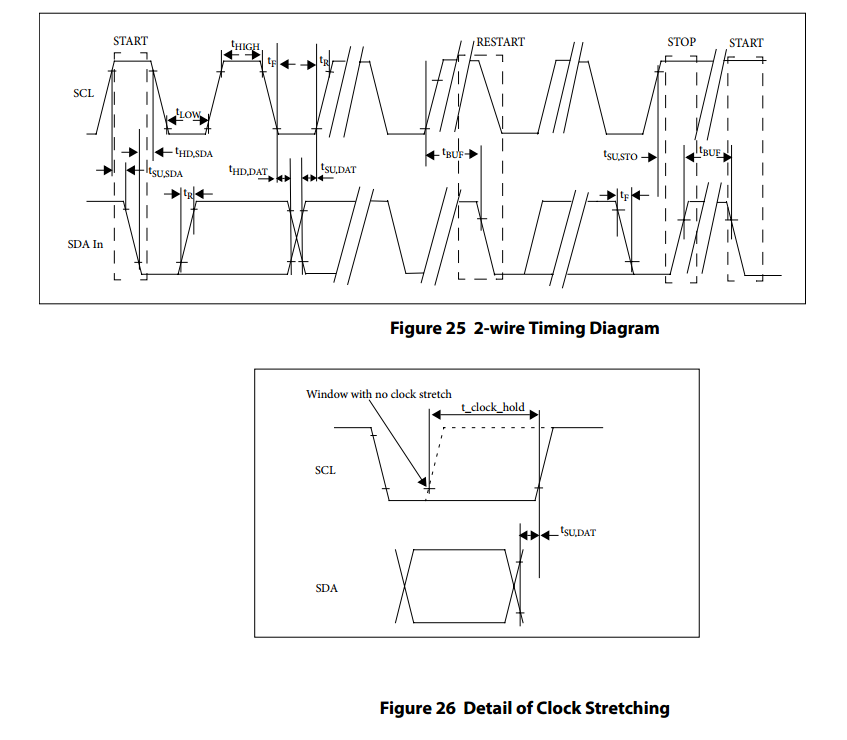 START RESTART STOP START
tHIGH
tF tR
SCL
tLOW
tHD,SDA
tSU,SDA
tHD,DAT
tSU,DAT
tBUF
tSU,STO
tBUF
tR
tF
SDA In
Figure 25 2-wire Timing Diagram
Window with no clock stretch
t_clock_hold
SCL
tSU,DAT
SDA
Figure 26 Detail of Clock Stretching